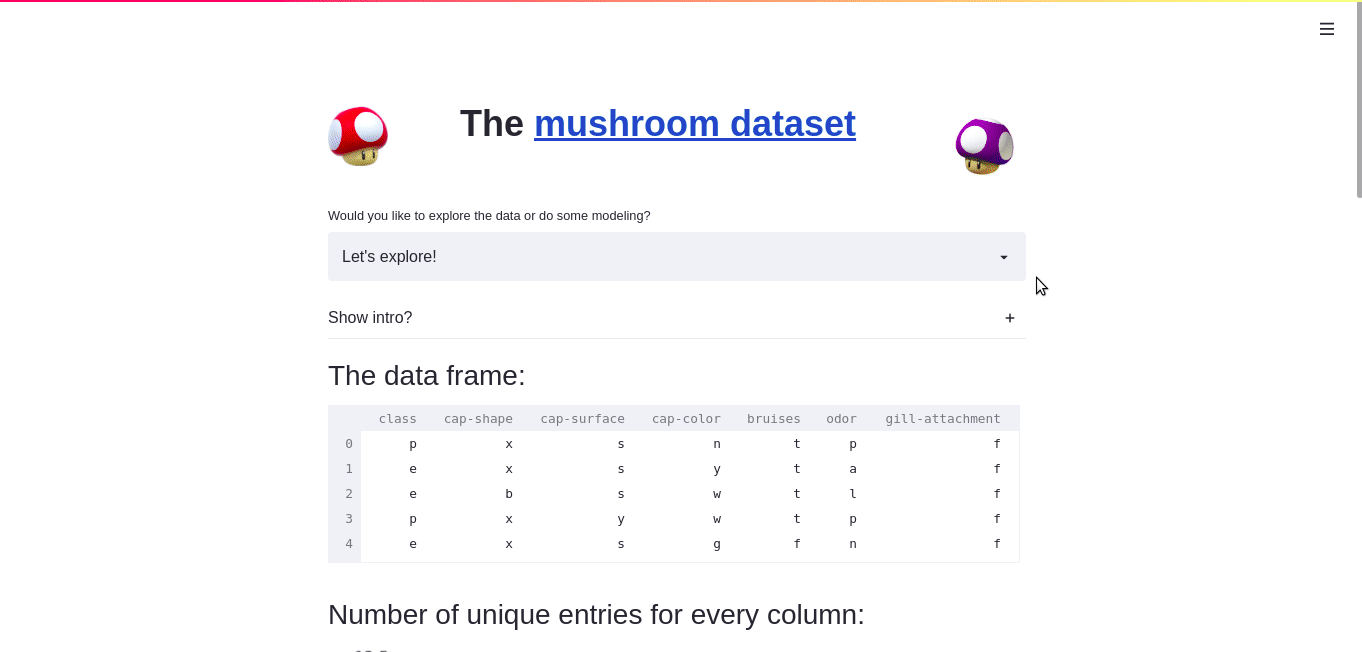 The mushroom dataset
Would you like to explore the data or do some modeling?
Let's explore!
Show intro?
The data frame:
class cap-shape cap-surface cap-color bruises odor gill-attachment
0 p x s n t p f
1 e x s y t a f
2 e b s w t l f
3 p x y w t p f
4 e x s g f n f
Number of unique entries for every column: